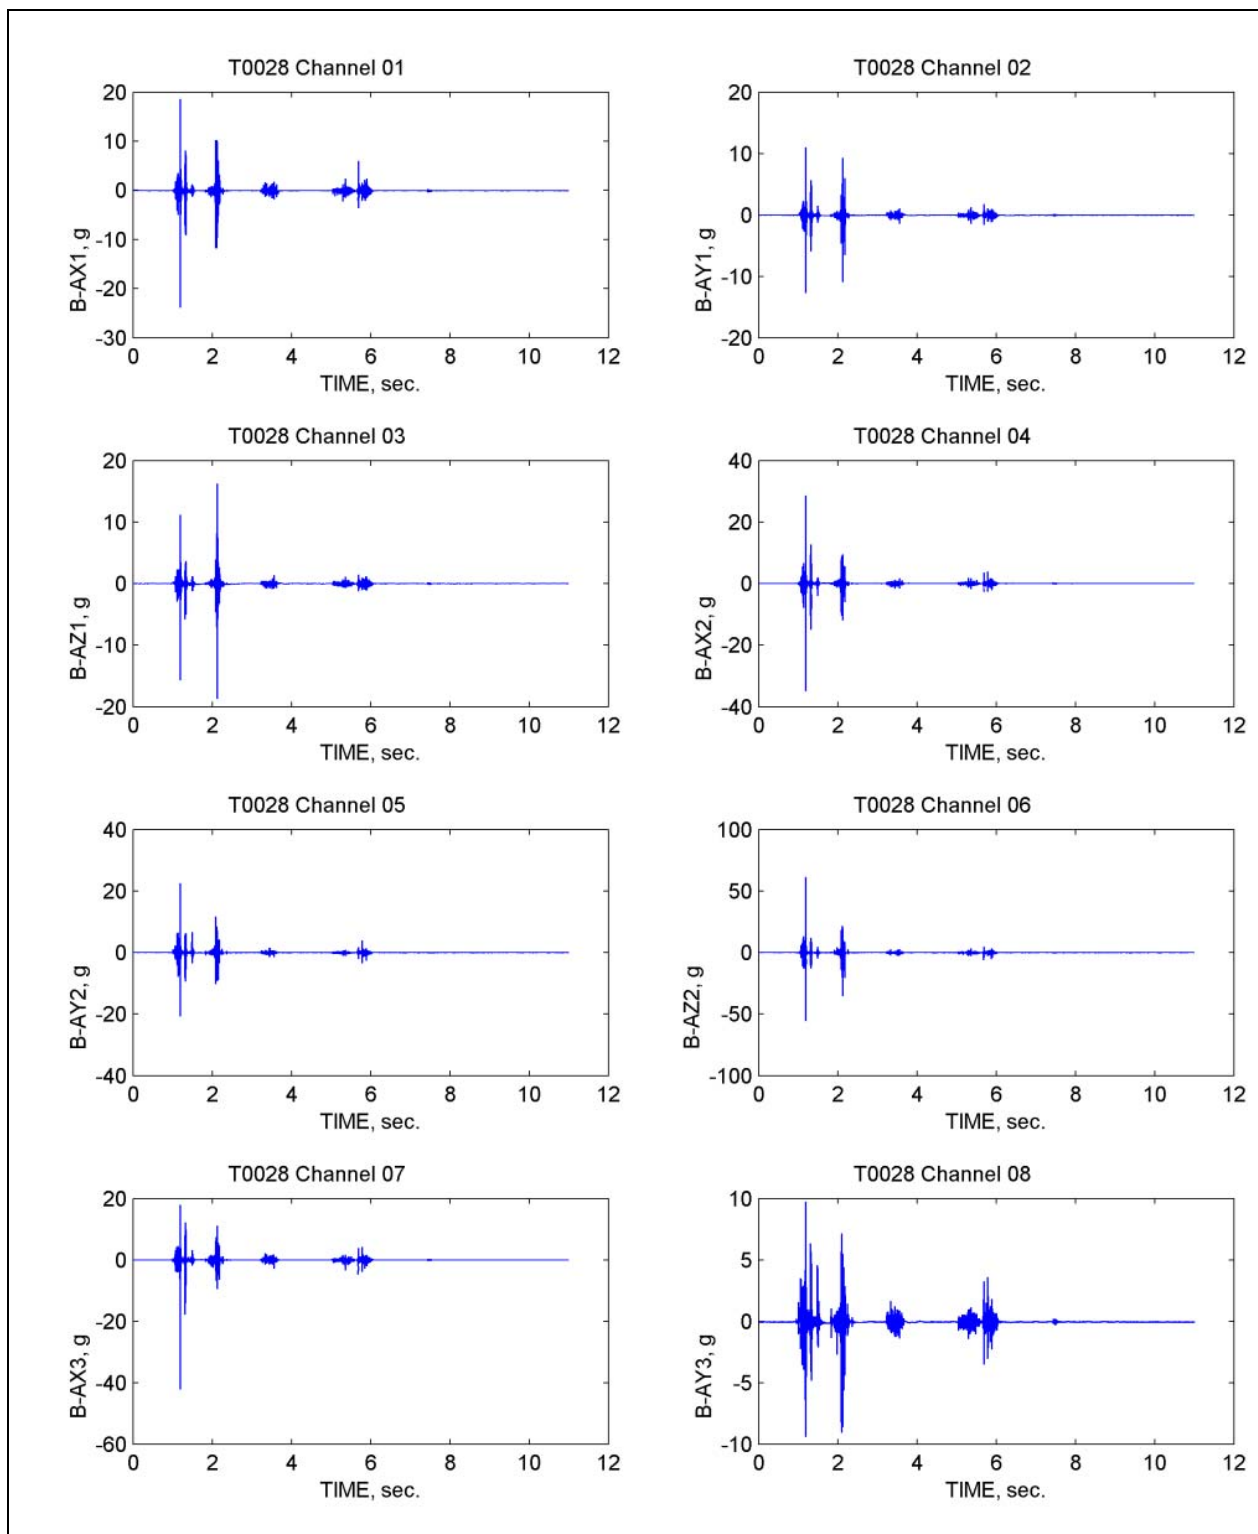 T0028 Channel 01
20
10
0
-10
-20
-30
B-AX1, g
0 2 4 6 8 10 12
TIME, sec.
T0028 Channel 02
20
10
0
-10
-20
B-AY1, g
0 2 4 6 8 10 12
TIME, sec.
T0028 Channel 03
20
10
0
-10
-20
B-AZ1, g
0 2 4 6 8 10 12
TIME, sec.
T0028 Channel 04
40
20
0
-20
-40
B-AX2, g
0 2 4 6 8 10 12
TIME, sec.
T0028 Channel 05
40
20
0
-20
-40
B-AY2, g
0 2 4 6 8 10 12
TIME, sec.
T0028 Channel 06
100
50
0
-50
-100
B-AZ2, g
0 2 4 6 8 10 12
TIME, sec.
T0028 Channel 07
20
0
-20
-40
-60
B-AX3, g
0 2 4 6 8 10 12
TIME, sec.
T0028 Channel 08
10
5
0
-5
-10
B-AY3, g
0 2 4 6 8 10 12
TIME, sec.